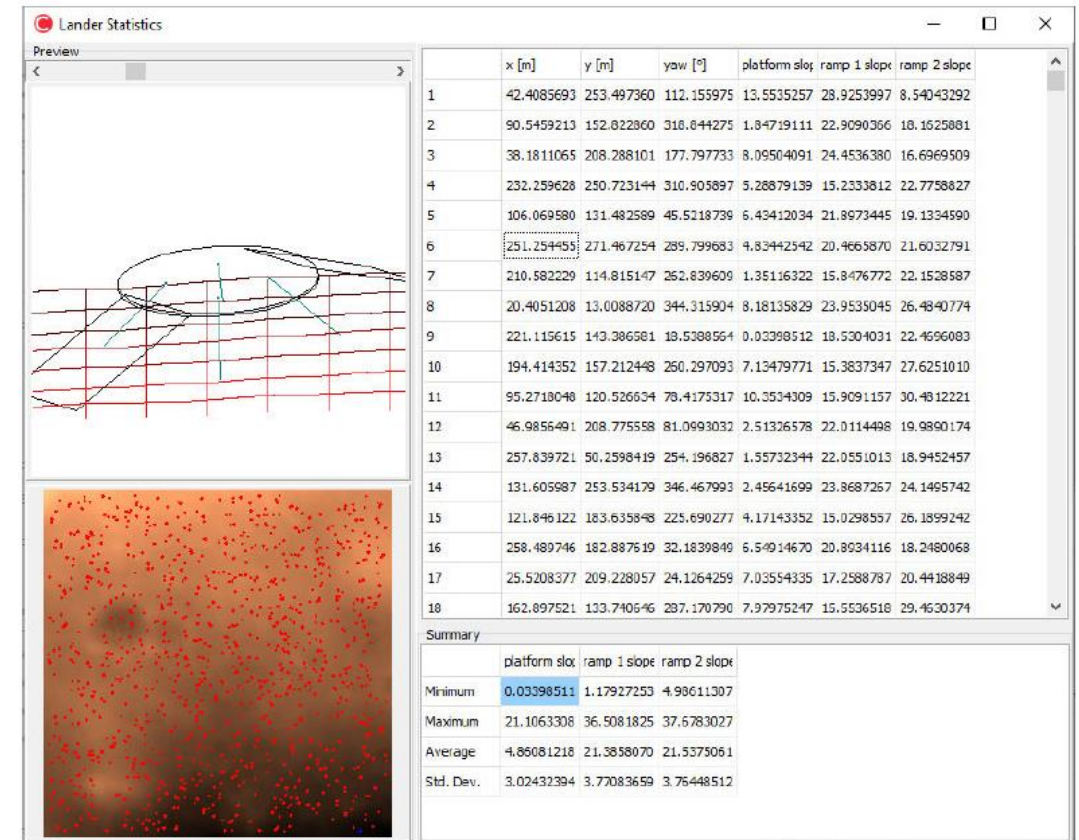 Lander Statistics
Preview
x [m] y [m] yaw [º] platform slop ramp 1 slope ramp 2 slope
1 42.4085693 253.497360 112.155975 13.5535257 28.9253997 8.54043292
2 90.5459213 152.822860 318.844275 1.84719111 22.9090366 18.1625881
3 38.1811065 208.288101 177.797733 8.09504091 24.4536380 16.6969509
4 232.259628 250.723144 310.905897 5.28879139 15.2333812 22.7758827
5 106.069580 131.482589 45.5218739 6.43412034 21.8973445 19.1334590
6 251.254455 271.467254 289.799683 4.83442542 20.4665870 21.6032791
7 210.582229 114.815147 262.839609 1.35116322 15.8476772 22.1528587
8 20.4051208 13.0088720 344.315904 8.18135829 23.9535045 26.4840774
9 221.115615 143.386581 18.5388564 0.03398512 18.5304031 22.4696083
10 194.414352 157.212448 260.297093 7.13479771 15.3837347 27.6251010
11 95.2718048 120.526634 78.4175317 10.3534309 15.9091157 30.4812221
12 46.9856491 208.775558 81.0993032 2.51326578 22.0114498 19.9890174
13 257.839721 50.2598419 254.196827 1.55732344 22.0551013 18.9452457
14 131.605987 253.534179 346.467993 2.45641699 23.8687267 24.1495742
15 121.846122 183.635848 225.690277 4.17143352 15.0298557 26.1899242
16 258.489746 182.887619 32.1839849 6.54914670 20.8934116 18.2480068
17 25.5208377 209.228057 24.1264259 7.03554335 17.2588787 20.4418849
18 162.897521 133.740646 287.170790 7.97975247 15.5536518 29.4630374
Summary
platform slop ramp 1 slope ramp 2 slope
Minimum 0.03398511 1.17927253 4.98611307
Maximum 21.1063308 36.5081825 37.6783027
Average 4.86081218 21.3858070 21.5375061
Std. Dev. 3.02432394 3.77083659 3.76448512